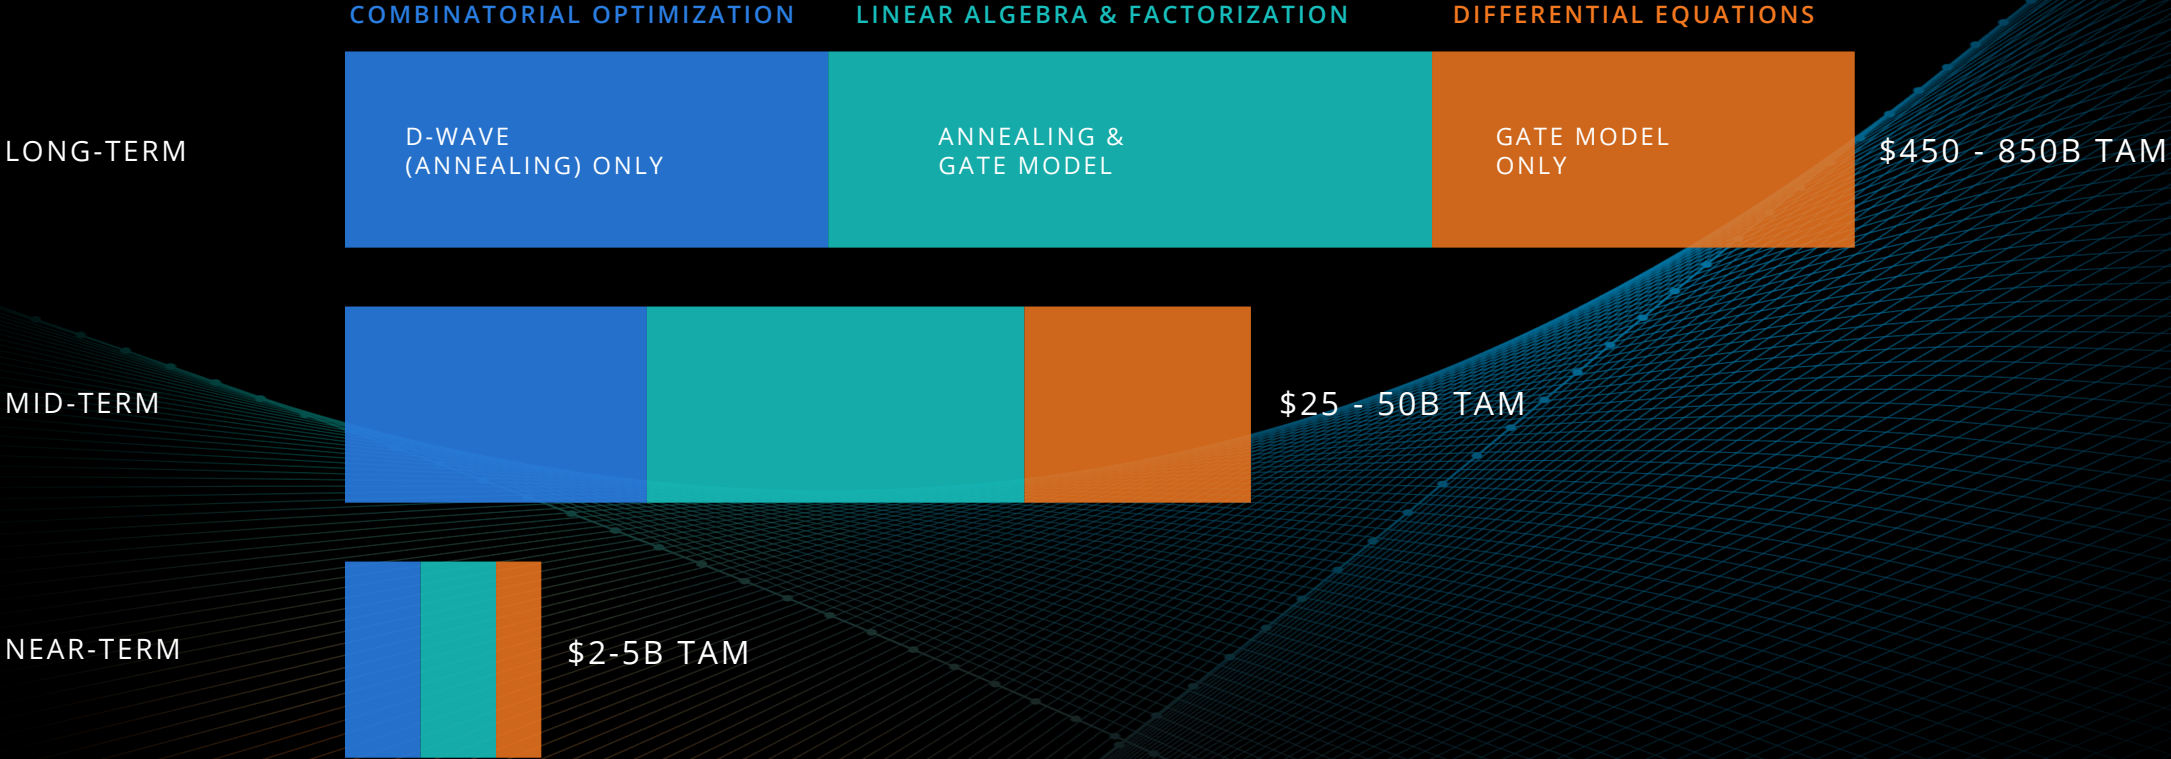 COMBINATORIAL OPTIMIZATION
LINEAR ALGEBRA & FACTORIZATION
DIFFERENTIAL EQUATIONS
LONG-TERM
D-WAVE
(ANNEALING) ONLY
ANNEALING &
GATE MODEL
GATE MODEL
ONLY
$450 - 850B TAM
MID-TERM
$25 - 50B TAM
NEAR-TERM
$2-5B TAM